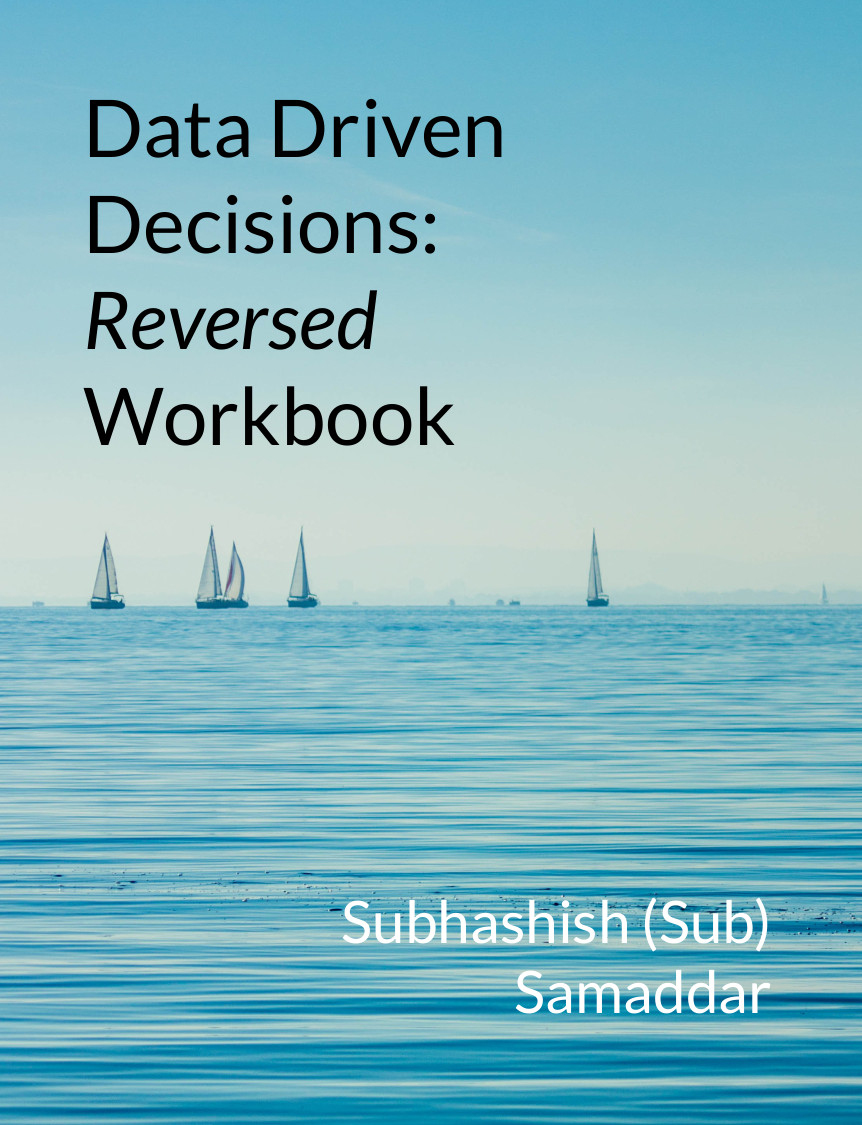 Data Driven
Decisions:
Reversed
Workbook
Subhashish (Sub)
Samaddar